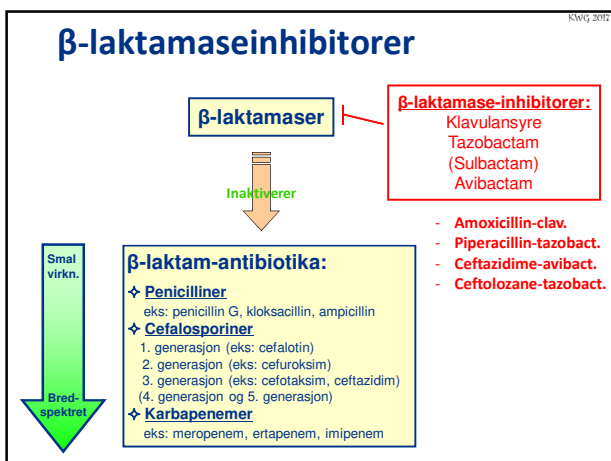 KWG 2017
β-laktamaseinhibitorer
β-laktamaser
β-laktamase-inhibitorer:
Klavulansyre
Tazobactam
(Sulbactam)
Avibactam
Inaktiverer
- Amoxicillin-clav.
- Piperacillin-tazobact.
- Ceftazidime-avibact.
- Ceftolozane-tazobact.
Smal
virkn.
Bred-
spektret
β-laktam-antibiotika:
Penicilliner
eks: penicillin G, kloksacillin, ampicillin
Cefalosporiner
1. generasjon (eks: cefalotin)
2. generasjon (eks: cefuroksim)
3. generasjon (eks: cefotaksim, ceftazidim)
(4. generasjon og 5. generasjon)
Karbapenemer
eks: meropenem, ertapenem, imipenem